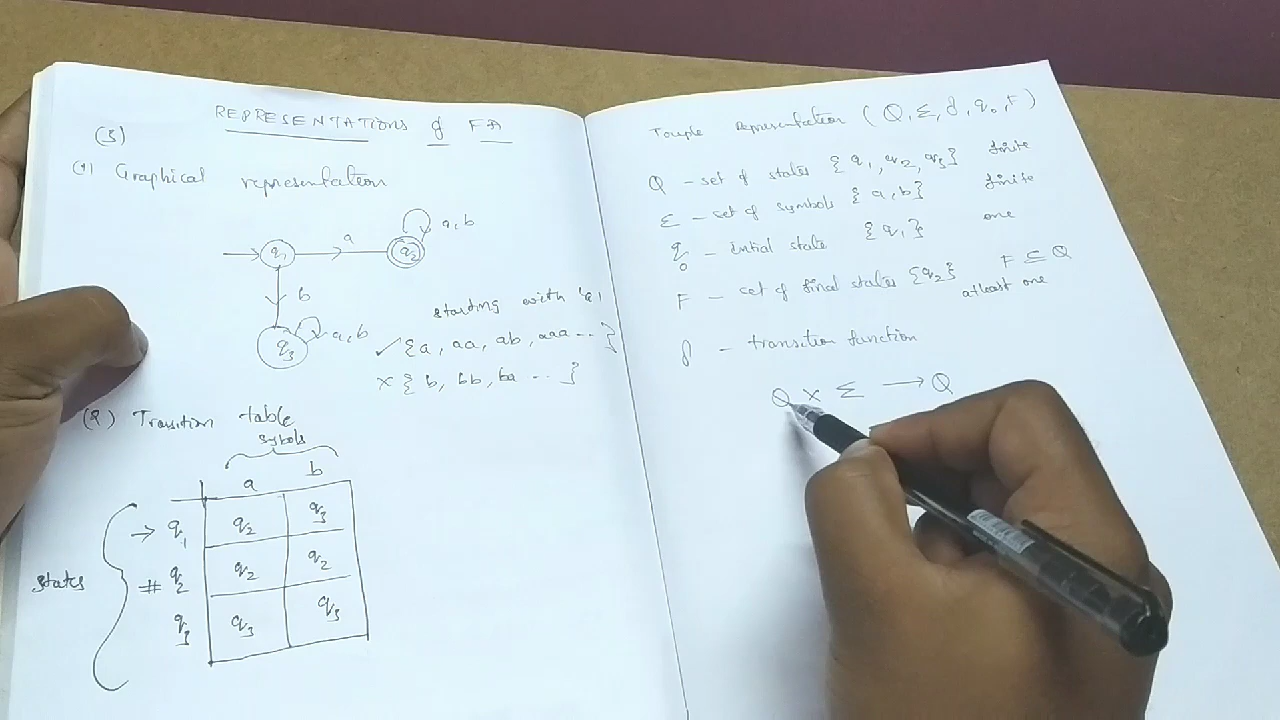 REPRESENTATIONS of FA
(3)
(1) Graphical representation
a
a, b
q1
q2
b
q3
a, b
starting with 'a'
✓ {a, aa, ab, aaa ... }
× { b, bb, ba ... }
(2) Transition table
symbols
a b
→ q1 q2 q3
states # q2 q2 q2
q3 q3 q3
Touple Representation ( Q, Σ, δ, q0, F )
Q - set of states { q1, q2, q3 } finite
Σ - set of symbols { a, b } finite
q0 - intial state { q1 } one
F - set of final states { q2 } F ⊆ Q
atleast one
δ - transition function
Q × Σ → Q